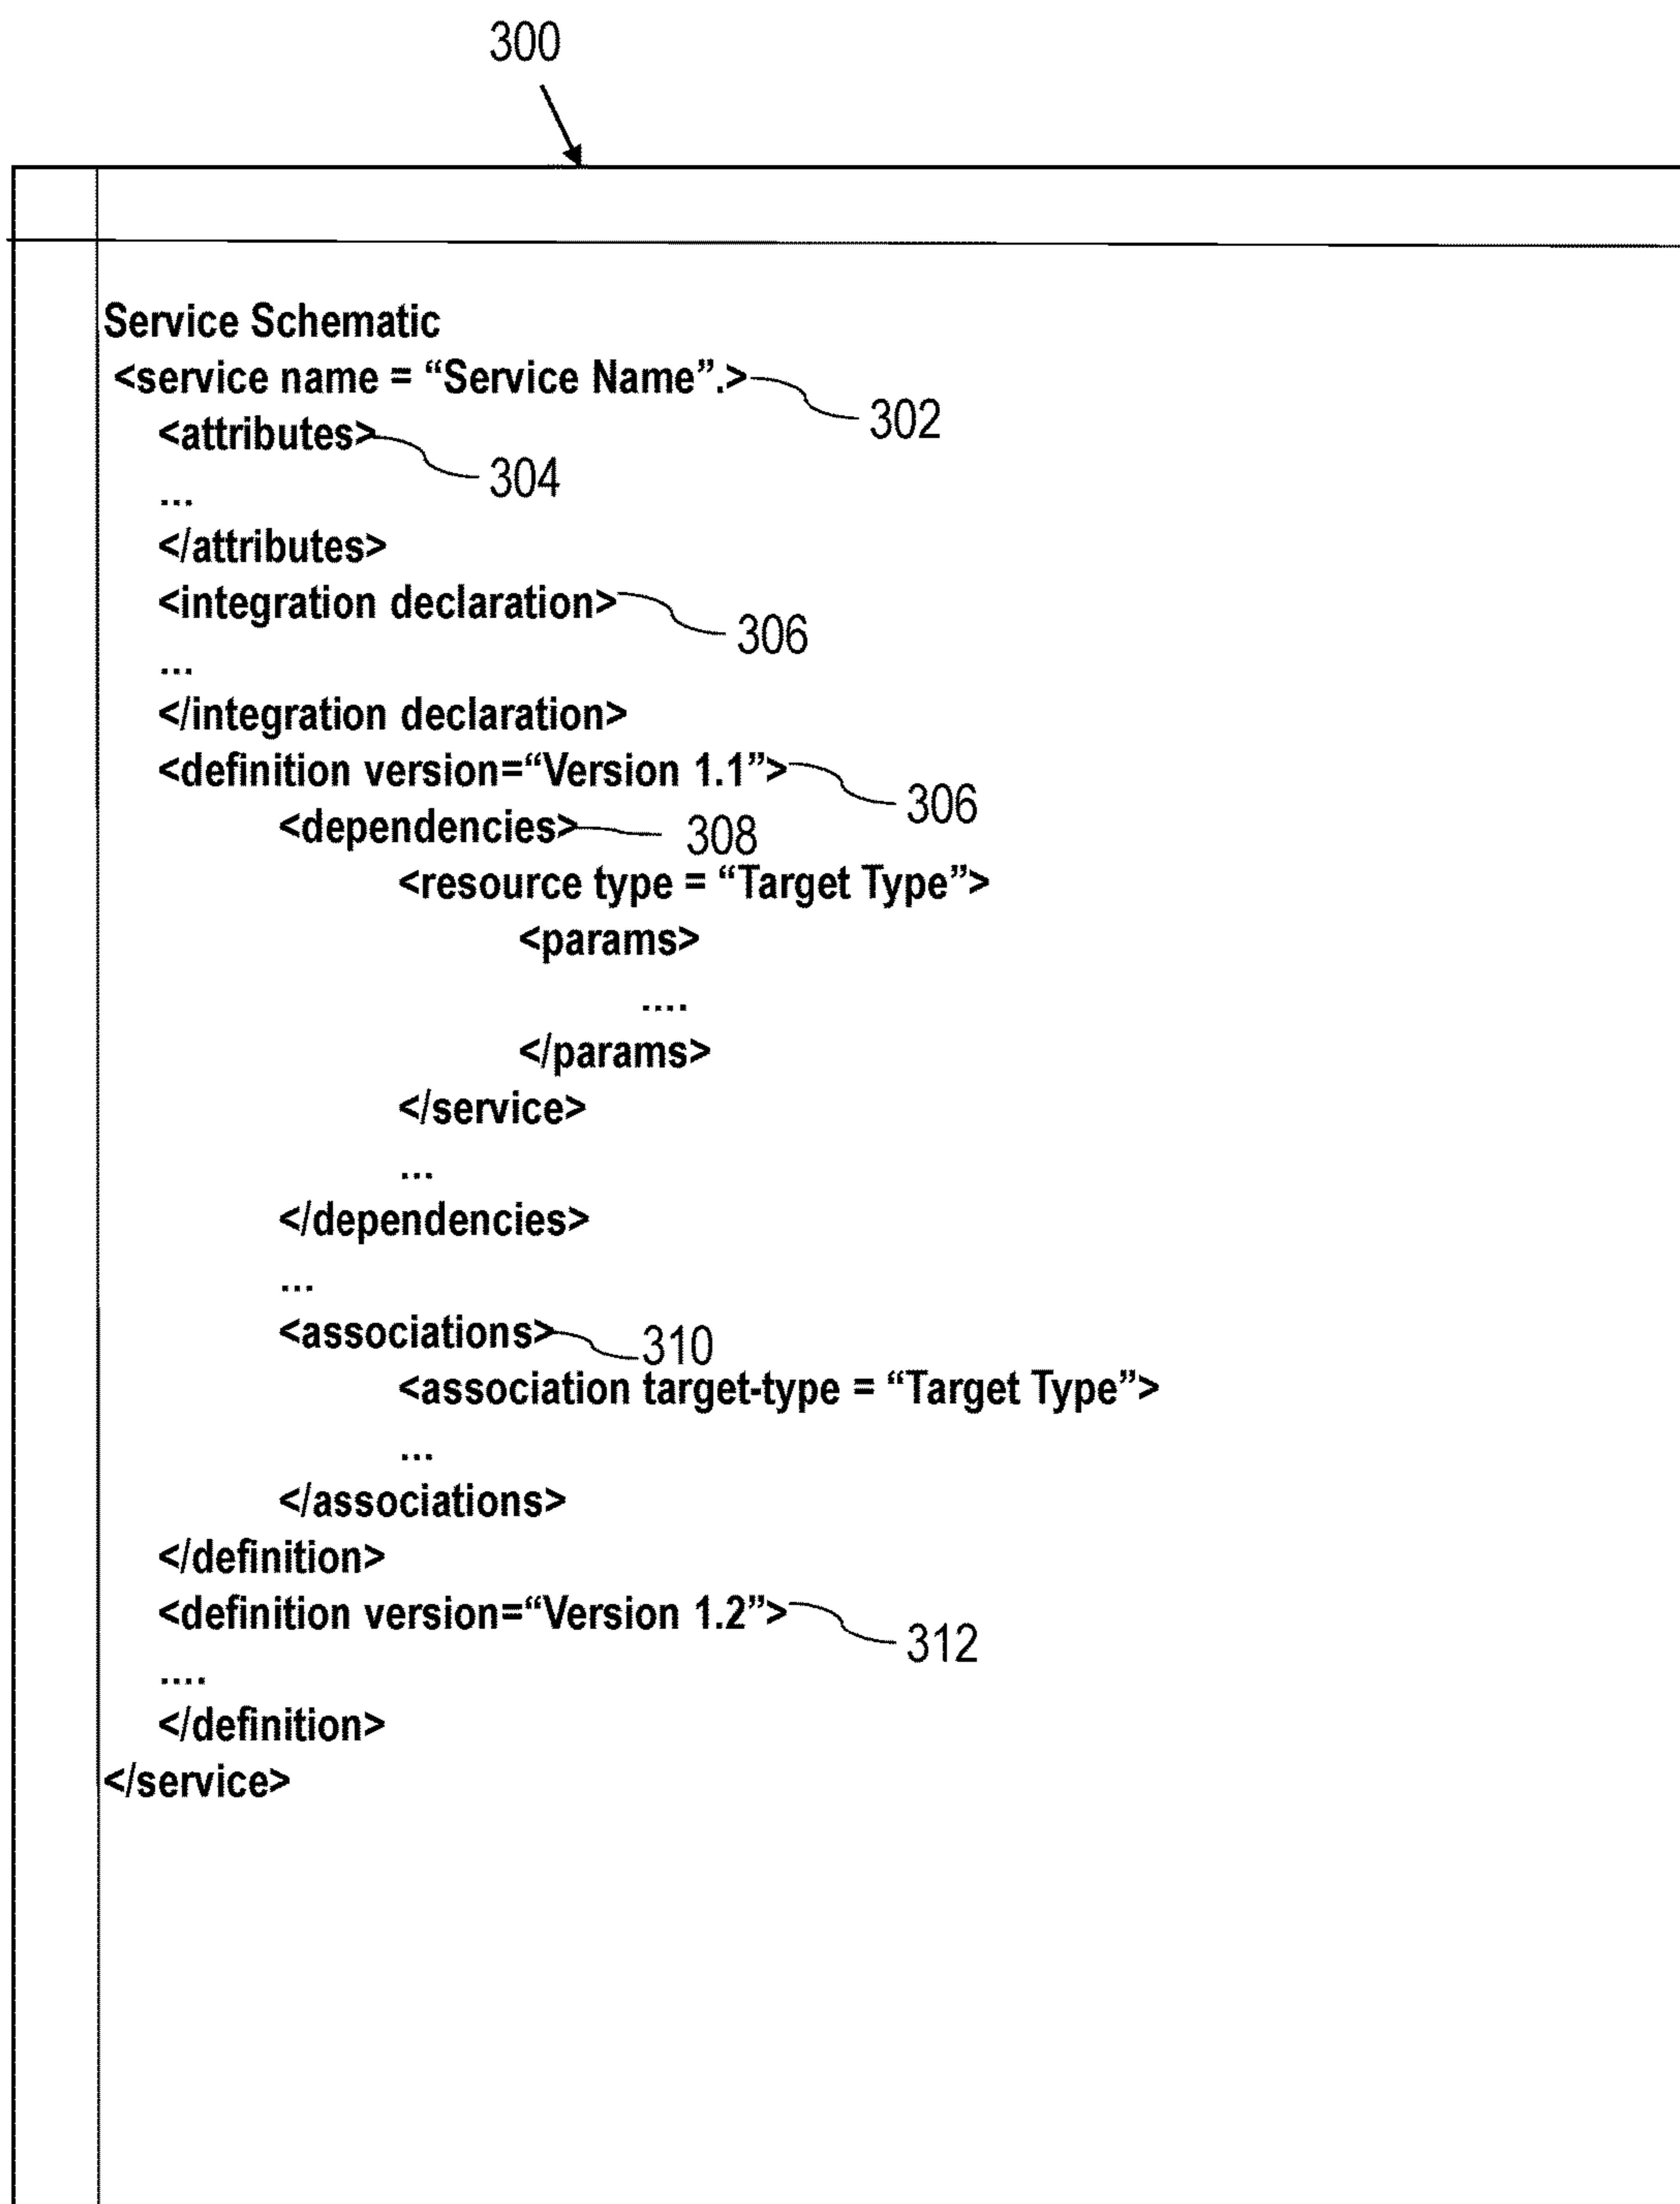 300
Service Schematic
<service name = “Service Name”.>
302
<attributes>
304
...
</attributes>
<integration declaration>
306
...
</integration declaration>
<definition version=“Version 1.1”>
306
<dependencies>
308
<resource type = “Target Type”>
<params>
....
</params>
</service>
...
</dependencies>
...
<associations>
310
<association target-type = “Target Type”>
...
</associations>
</definition>
<definition version=“Version 1.2”>
312
....
</definition>
</service>